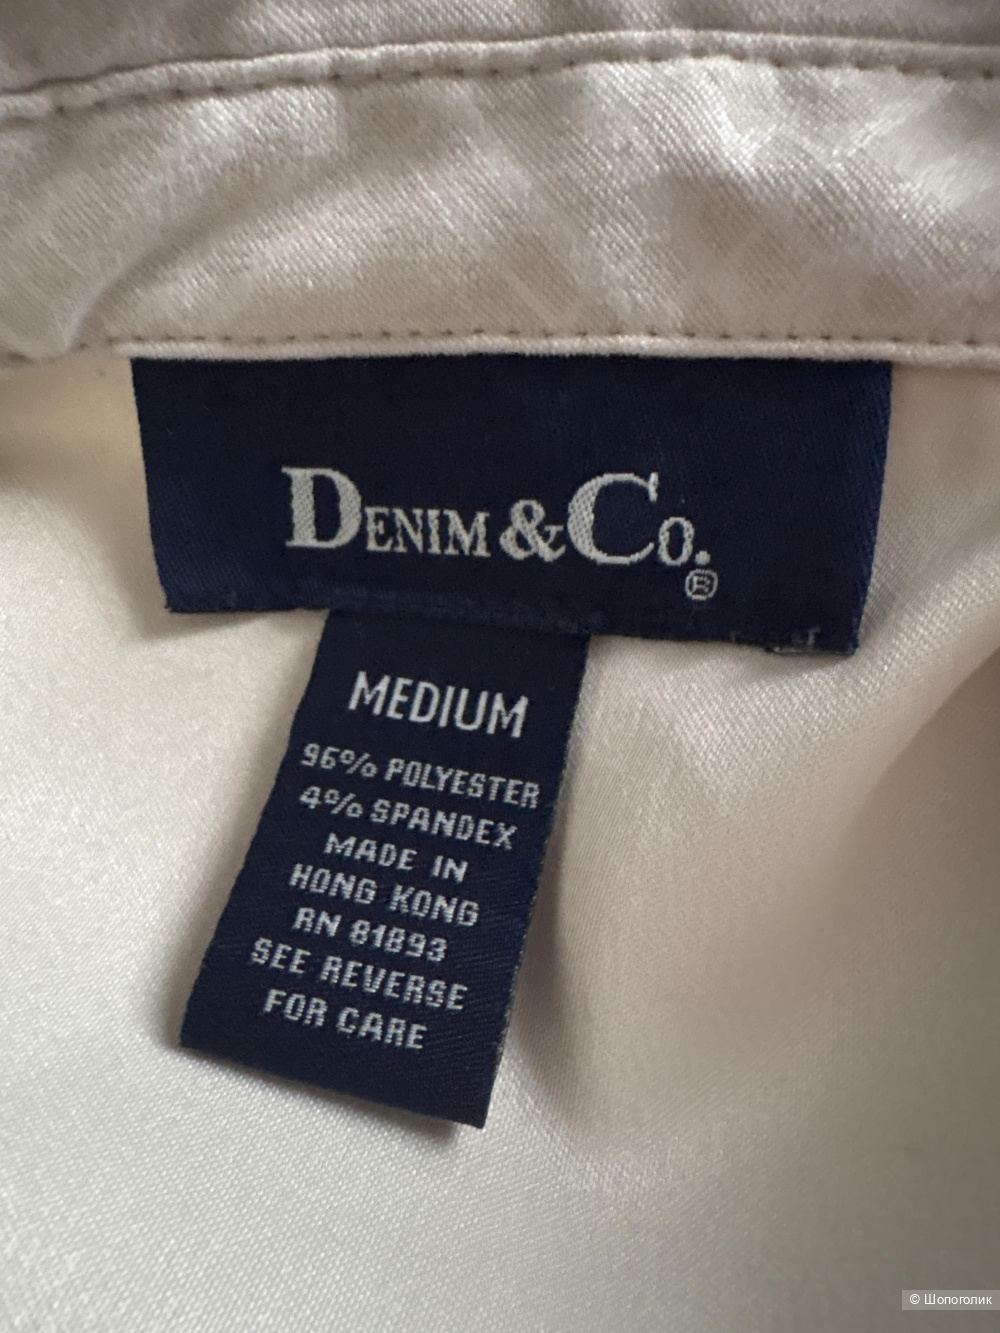 DENIM & CO.
®
MEDIUM
96% POLYESTER
4% SPANDEX
MADE IN
HONG KONG
RN 81893
SEE REVERSE
FOR CARE
© Шопоголик